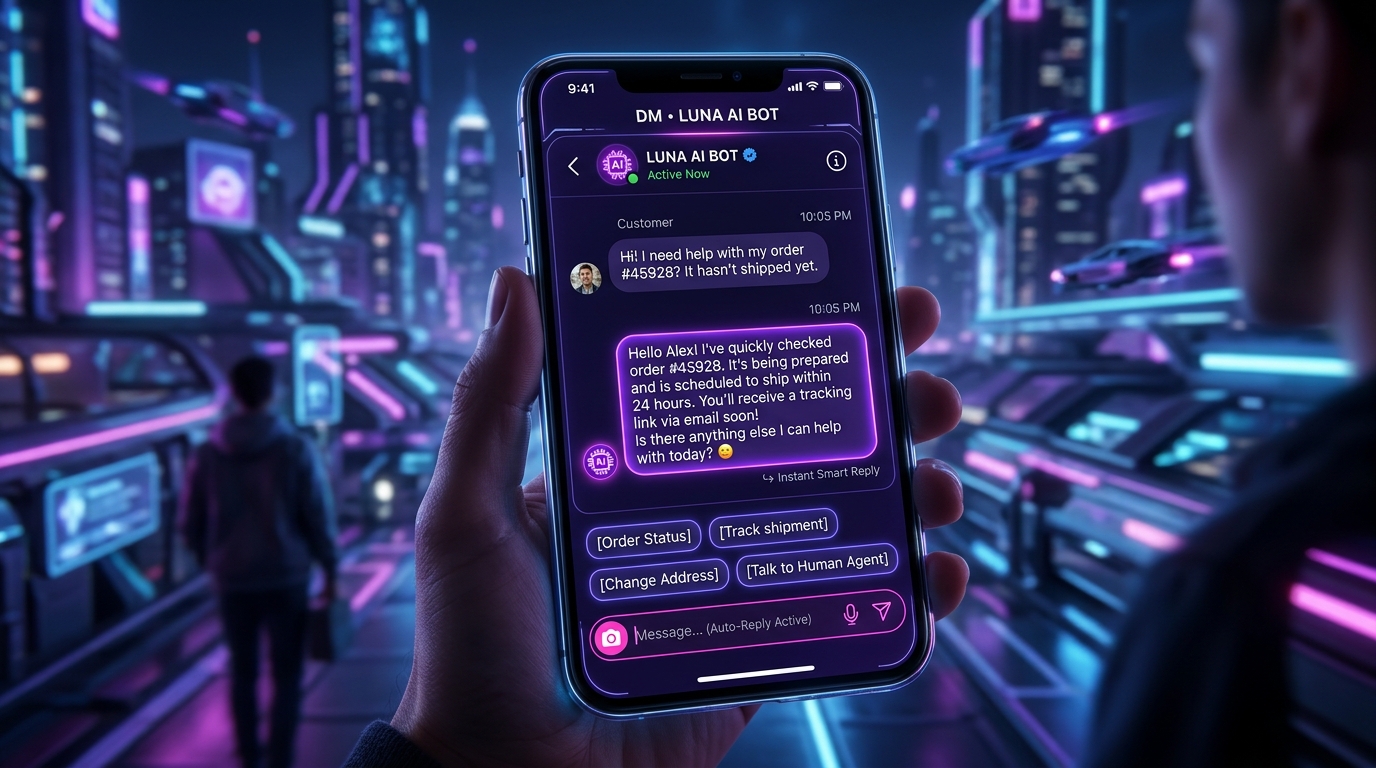 9:41
DM • LUNA AI BOT
AI
LUNA AI BOT
Active Now
Customer
10:05 PM
Hi! I need help with my order
#45928? It hasn't shipped yet.
10:05 PM
Hello Alex! I've quickly checked
order #45928. It's being prepared
and is scheduled to ship within
24 hours. You'll receive a tracking
link via email soon!
Is there anything else I can help
with today? 🙂
AI
↪ Instant Smart Reply
[Order Status]
[Track shipment]
[Change Address]
[Talk to Human Agent]
Message... (Auto-Reply Active)